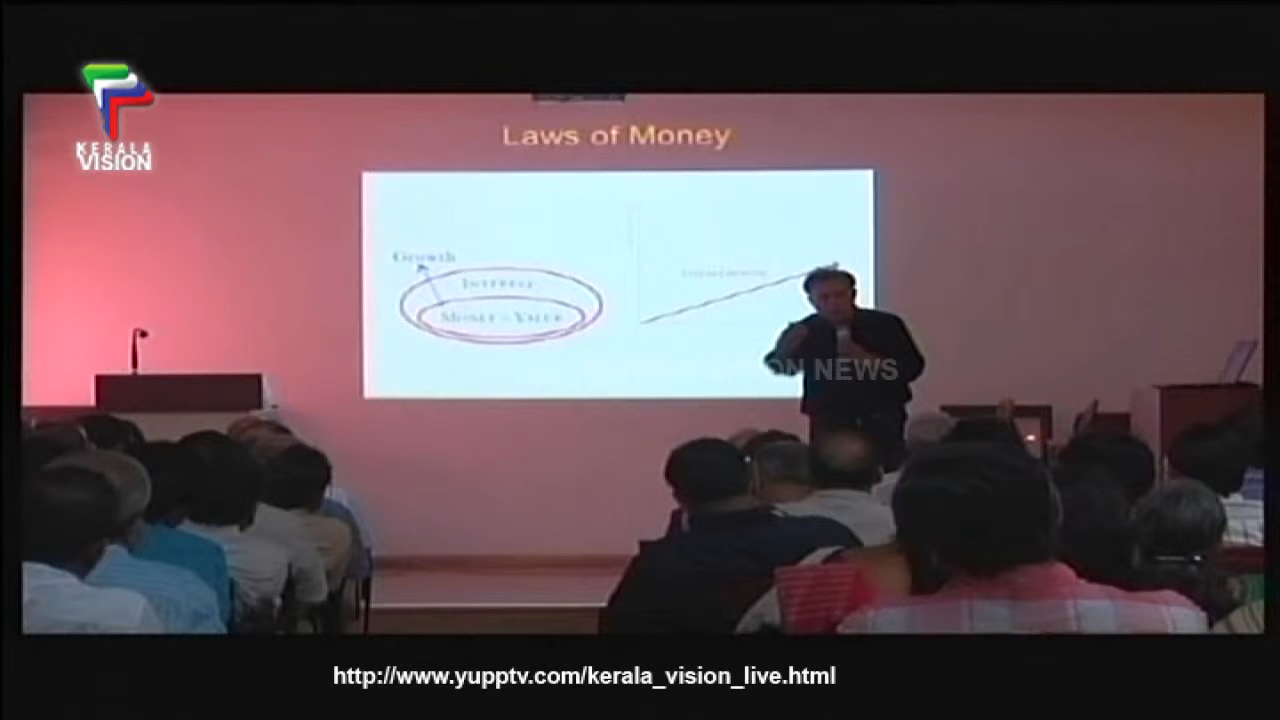 KERALA
VISION
Laws of Money
Growth
INTEREST
MONEY = VALUE
NEWS
http://www.yupptv.com/kerala_vision_live.html